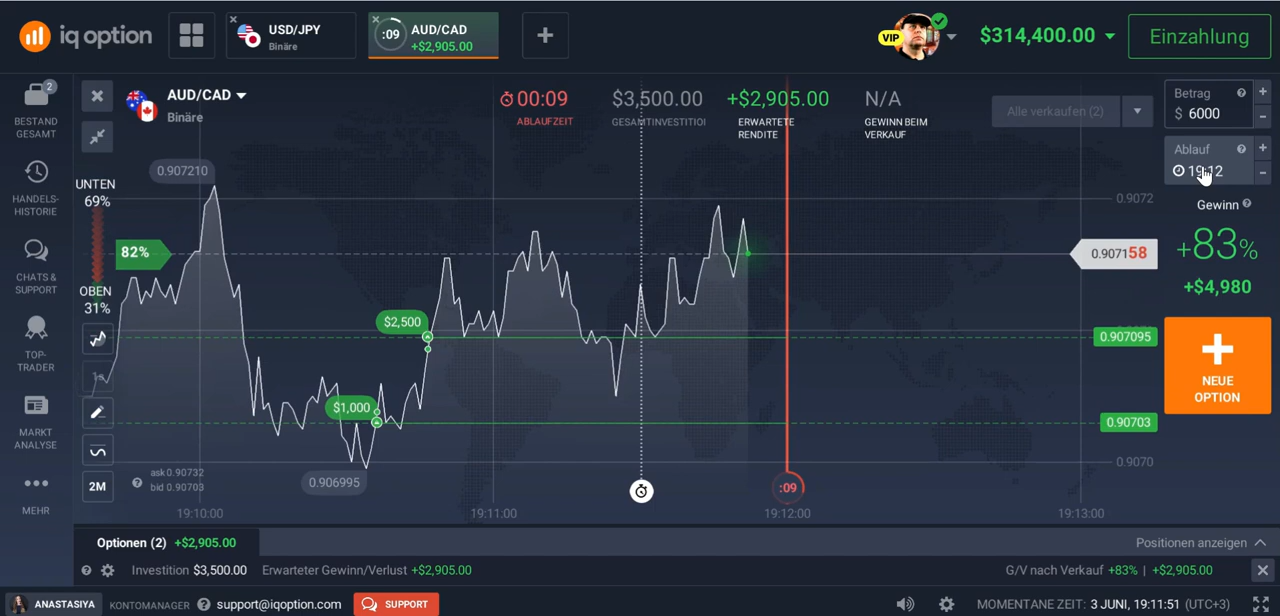 iq option
USD/JPY
Binäre
:09
AUD/CAD
+$2,905.00
VIP
$314,400.00
Einzahlung
2
BESTAND
GESAMT
HANDELS-
HISTORIE
CHATS &
SUPPORT
TOP-
TRADER
MARKT
ANALYSE
MEHR
AUD/CAD
Binäre
00:09
ABLAUFZEIT
$3,500.00
GESAMTINVESTITIOI
+$2,905.00
ERWARTETE
RENDITE
N/A
GEWINN BEIM
VERKAUF
Alle verkaufen (2)
Betrag
$ 6000
Ablauf
19:12
Gewinn
+83%
+$4,980
NEUE
OPTION
UNTEN
69%
82%
OBEN
31%
0.907210
0.9072
0.907158
$2,500
0.907095
$1,000
0.90703
0.906995
0.9070
1s
2M
ask 0.90732
bid 0.90703
:09
19:10:00
19:11:00
19:12:00
19:13:00
Optionen (2) +$2,905.00
Positionen anzeigen
Investition $3,500.00 Erwarteter Gewinn/Verlust +$2,905.00
G/V nach Verkauf +83% | +$2,905.00
ANASTASIYA
KONTOMANAGER
support@iqoption.com
SUPPORT
MOMENTANE ZEIT: 3 JUNI, 19:11:51 (UTC+3)